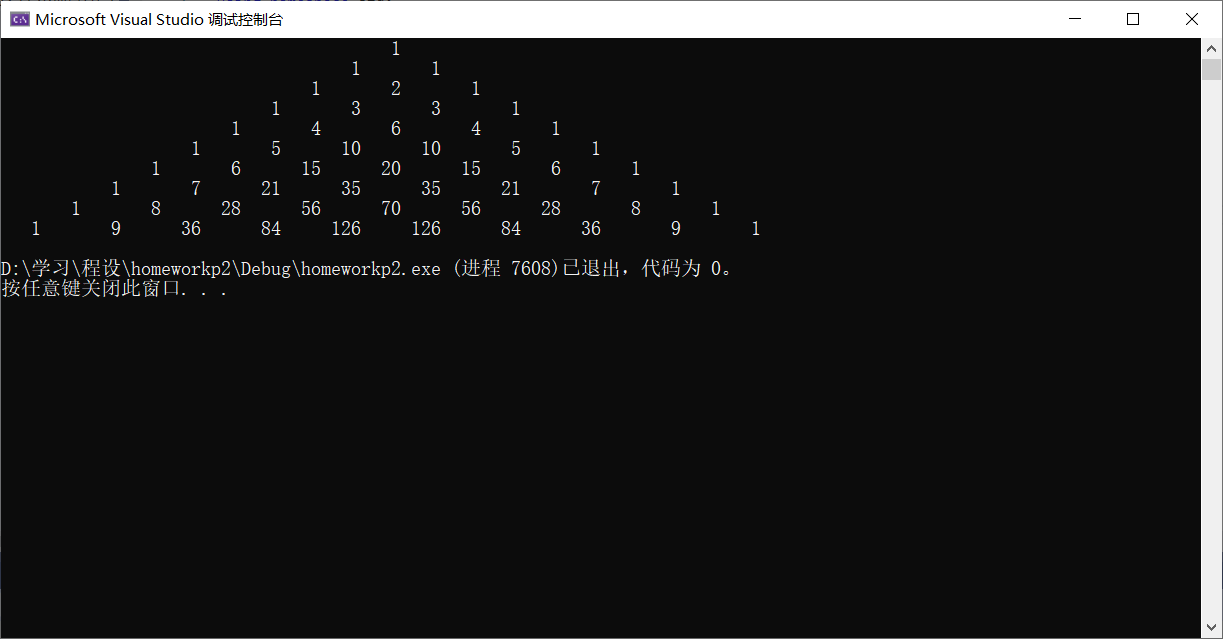 Microsoft Visual Studio 调试控制台
1
1 1
1 2 1
1 3 3 1
1 4 6 4 1
1 5 10 10 5 1
1 6 15 20 15 6 1
1 7 21 35 35 21 7 1
1 8 28 56 70 56 28 8 1
1 9 36 84 126 126 84 36 9 1
D:\学习\程设\homeworkp2\Debug\homeworkp2.exe (进程 7608)已退出，代码为 0。
按任意键关闭此窗口. . .